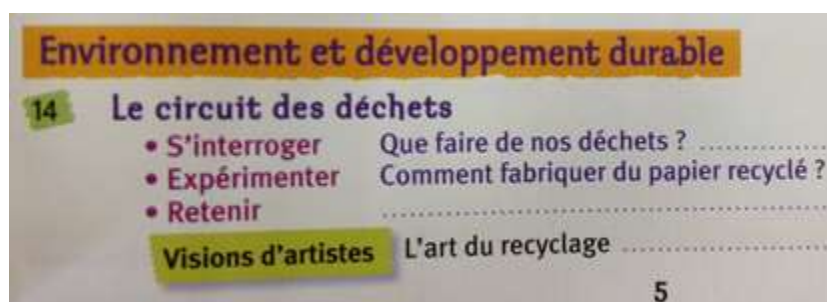 Environnement et développement durable
14 Le circuit des déchets
• S'interroger Que faire de nos déchets ? ..........
• Expérimenter Comment fabriquer du papier recyclé ?
• Retenir ..........
Visions d'artistes L'art du recyclage ..........
5